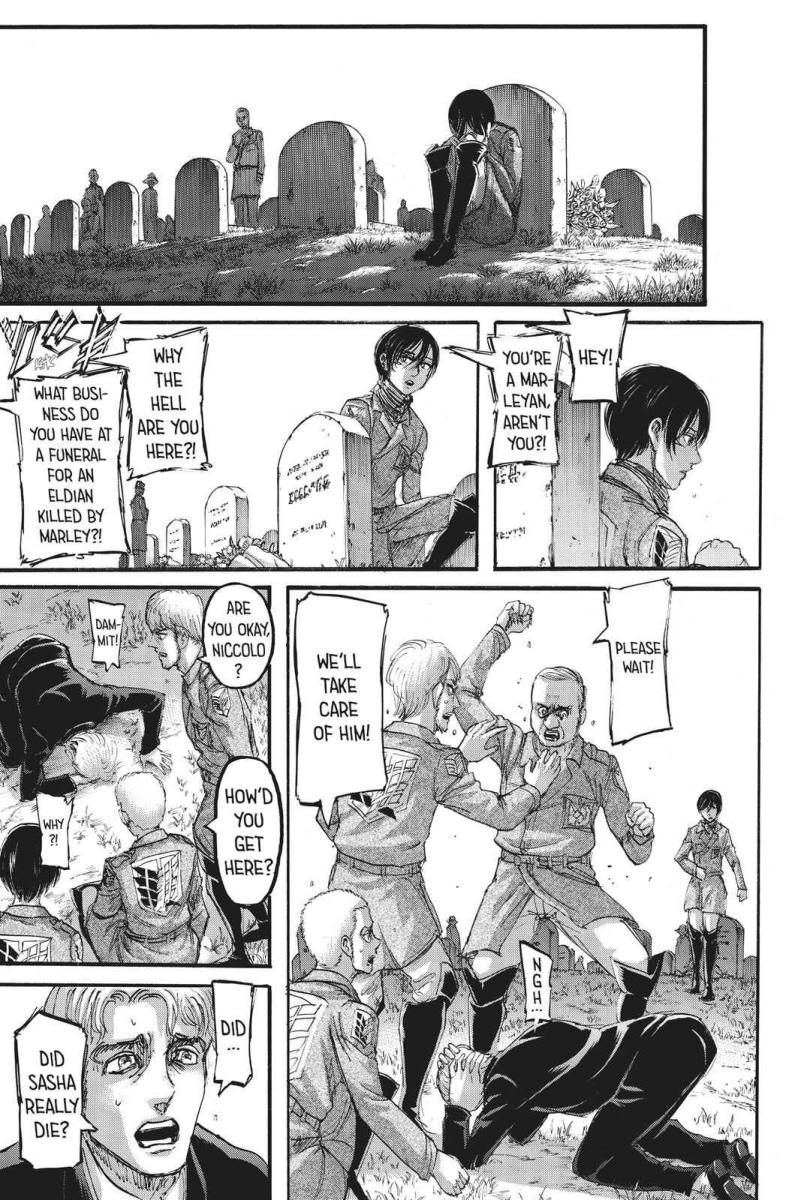 HEY!
YOU'RE
A MAR-
LEYAN,
AREN'T
YOU?!
WHY
THE
HELL
ARE YOU
HERE?!
WHAT BUSI-
NESS DO
YOU HAVE AT
A FUNERAL
FOR AN
ELDIAN
KILLED BY
MARLEY?!
PLEASE
WAIT!
WE'LL
TAKE
CARE
OF HIM!
NGH...
ARE
YOU OKAY,
NICCOLO
?
DAM-
MIT!
HOW'D
YOU
GET
HERE?
WHY
?!
DID
...
DID
SASHA
REALLY
DIE?